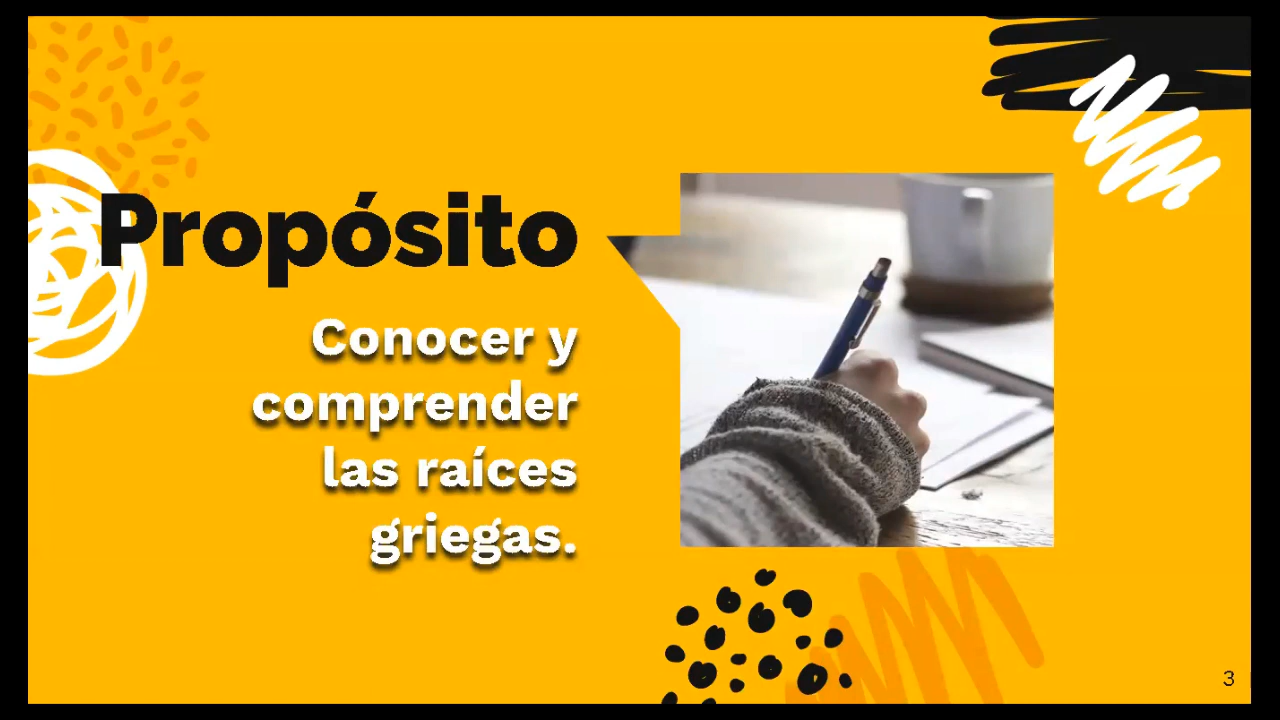 Propósito
Conocer y
comprender
las raíces
griegas.
3